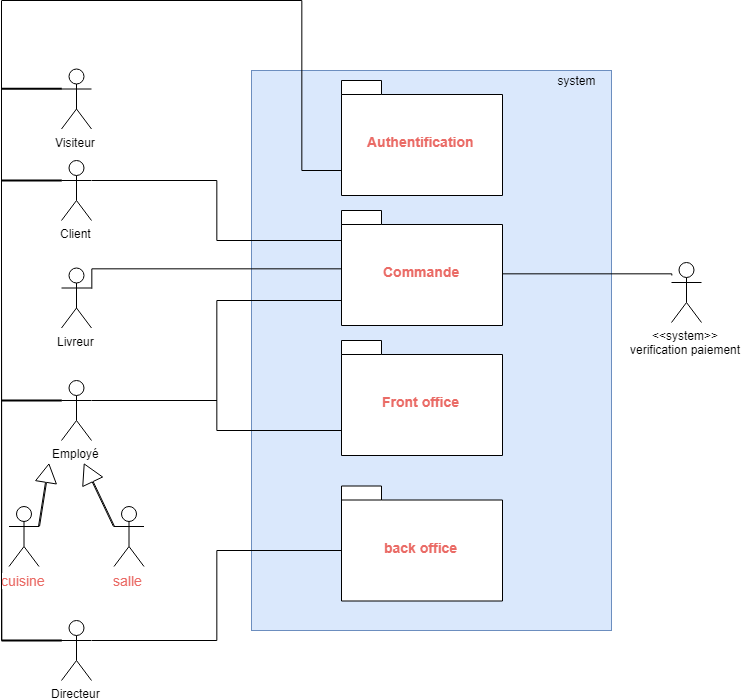 system
Authentification
Visiteur
Client
Commande
Livreur
<<system>>
verification paiement
Front office
Employé
back office
cuisine
salle
Directeur